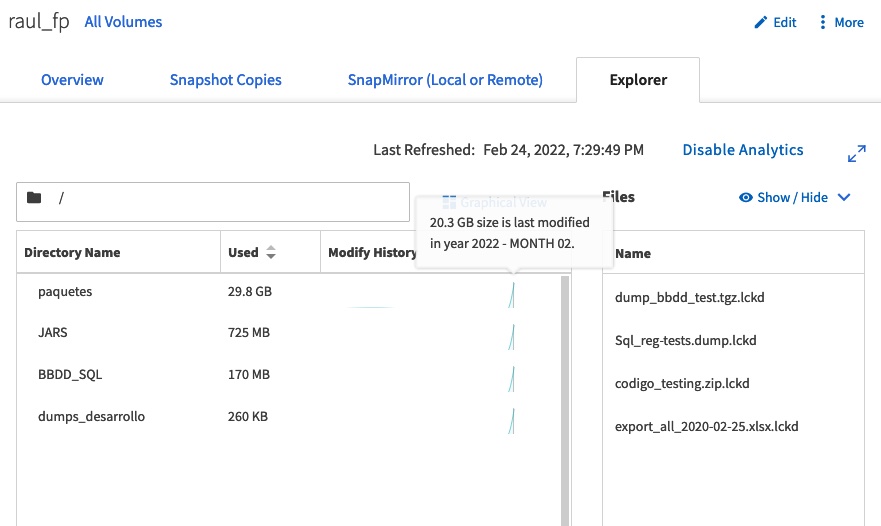 raul_fp All Volumes
Edit
More
Overview
Snapshot Copies
SnapMirror (Local or Remote)
Explorer
Last Refreshed: Feb 24, 2022, 7:29:49 PM
Disable Analytics
/
Graphical View
20.3 GB size is last modified
in year 2022 - MONTH 02.
Directory Name Used Modify History
paquetes 29.8 GB
JARS 725 MB
BBDD_SQL 170 MB
dumps_desarrollo 260 KB
Files
Show / Hide
Name
dump_bbdd_test.tgz.lckd
Sql_reg-tests.dump.lckd
codigo_testing.zip.lckd
export_all_2020-02-25.xlsx.lckd